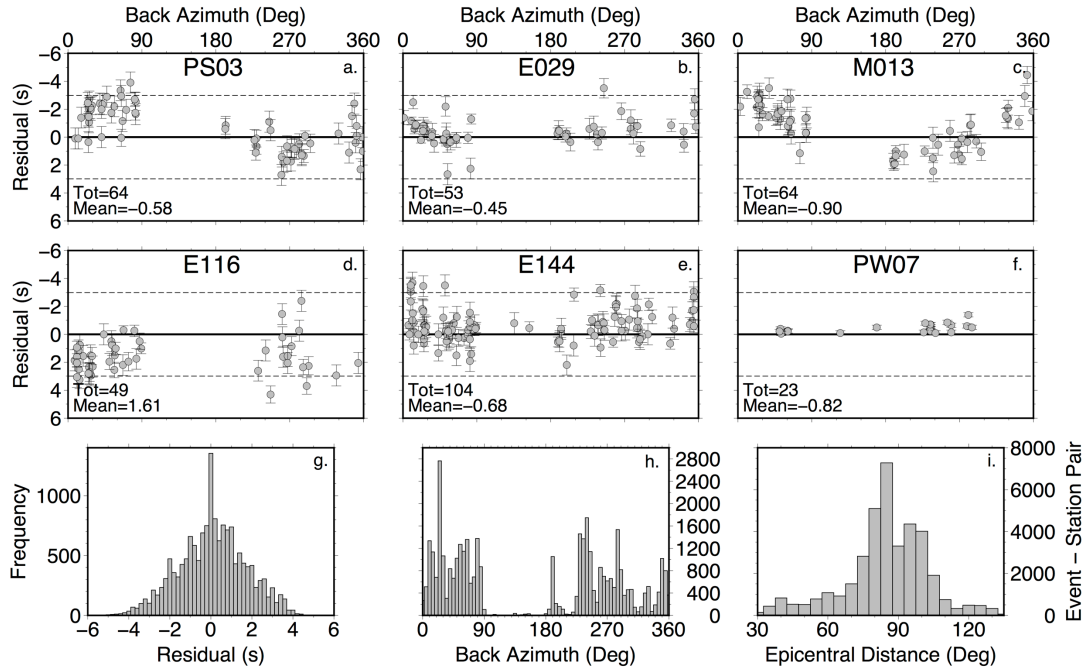 Back Azimuth (Deg) Back Azimuth (Deg) Back Azimuth (Deg)
0 90 180 270 360 0 90 180 270 360 0 90 180 270 360
Residual (s)
−6
−4
−2
0
2
4
6
PS03 a.
Tot=64
Mean=−0.58
E029 b.
Tot=53
Mean=−0.45
M013 c.
Tot=64
Mean=−0.90
Residual (s)
−6
−4
−2
0
2
4
6
E116 d.
Tot=49
Mean=1.61
E144 e.
Tot=104
Mean=−0.68
PW07 f.
Tot=23
Mean=−0.82
Frequency
1000
500
0
g.
−6 −4 −2 0 2 4 6
Residual (s)
h.
2800
2400
2000
1600
1200
800
400
0
0 90 180 270 360
Back Azimuth (Deg)
i.
8000
6000
4000
2000
0
Event − Station Pair
30 60 90 120
Epicentral Distance (Deg)